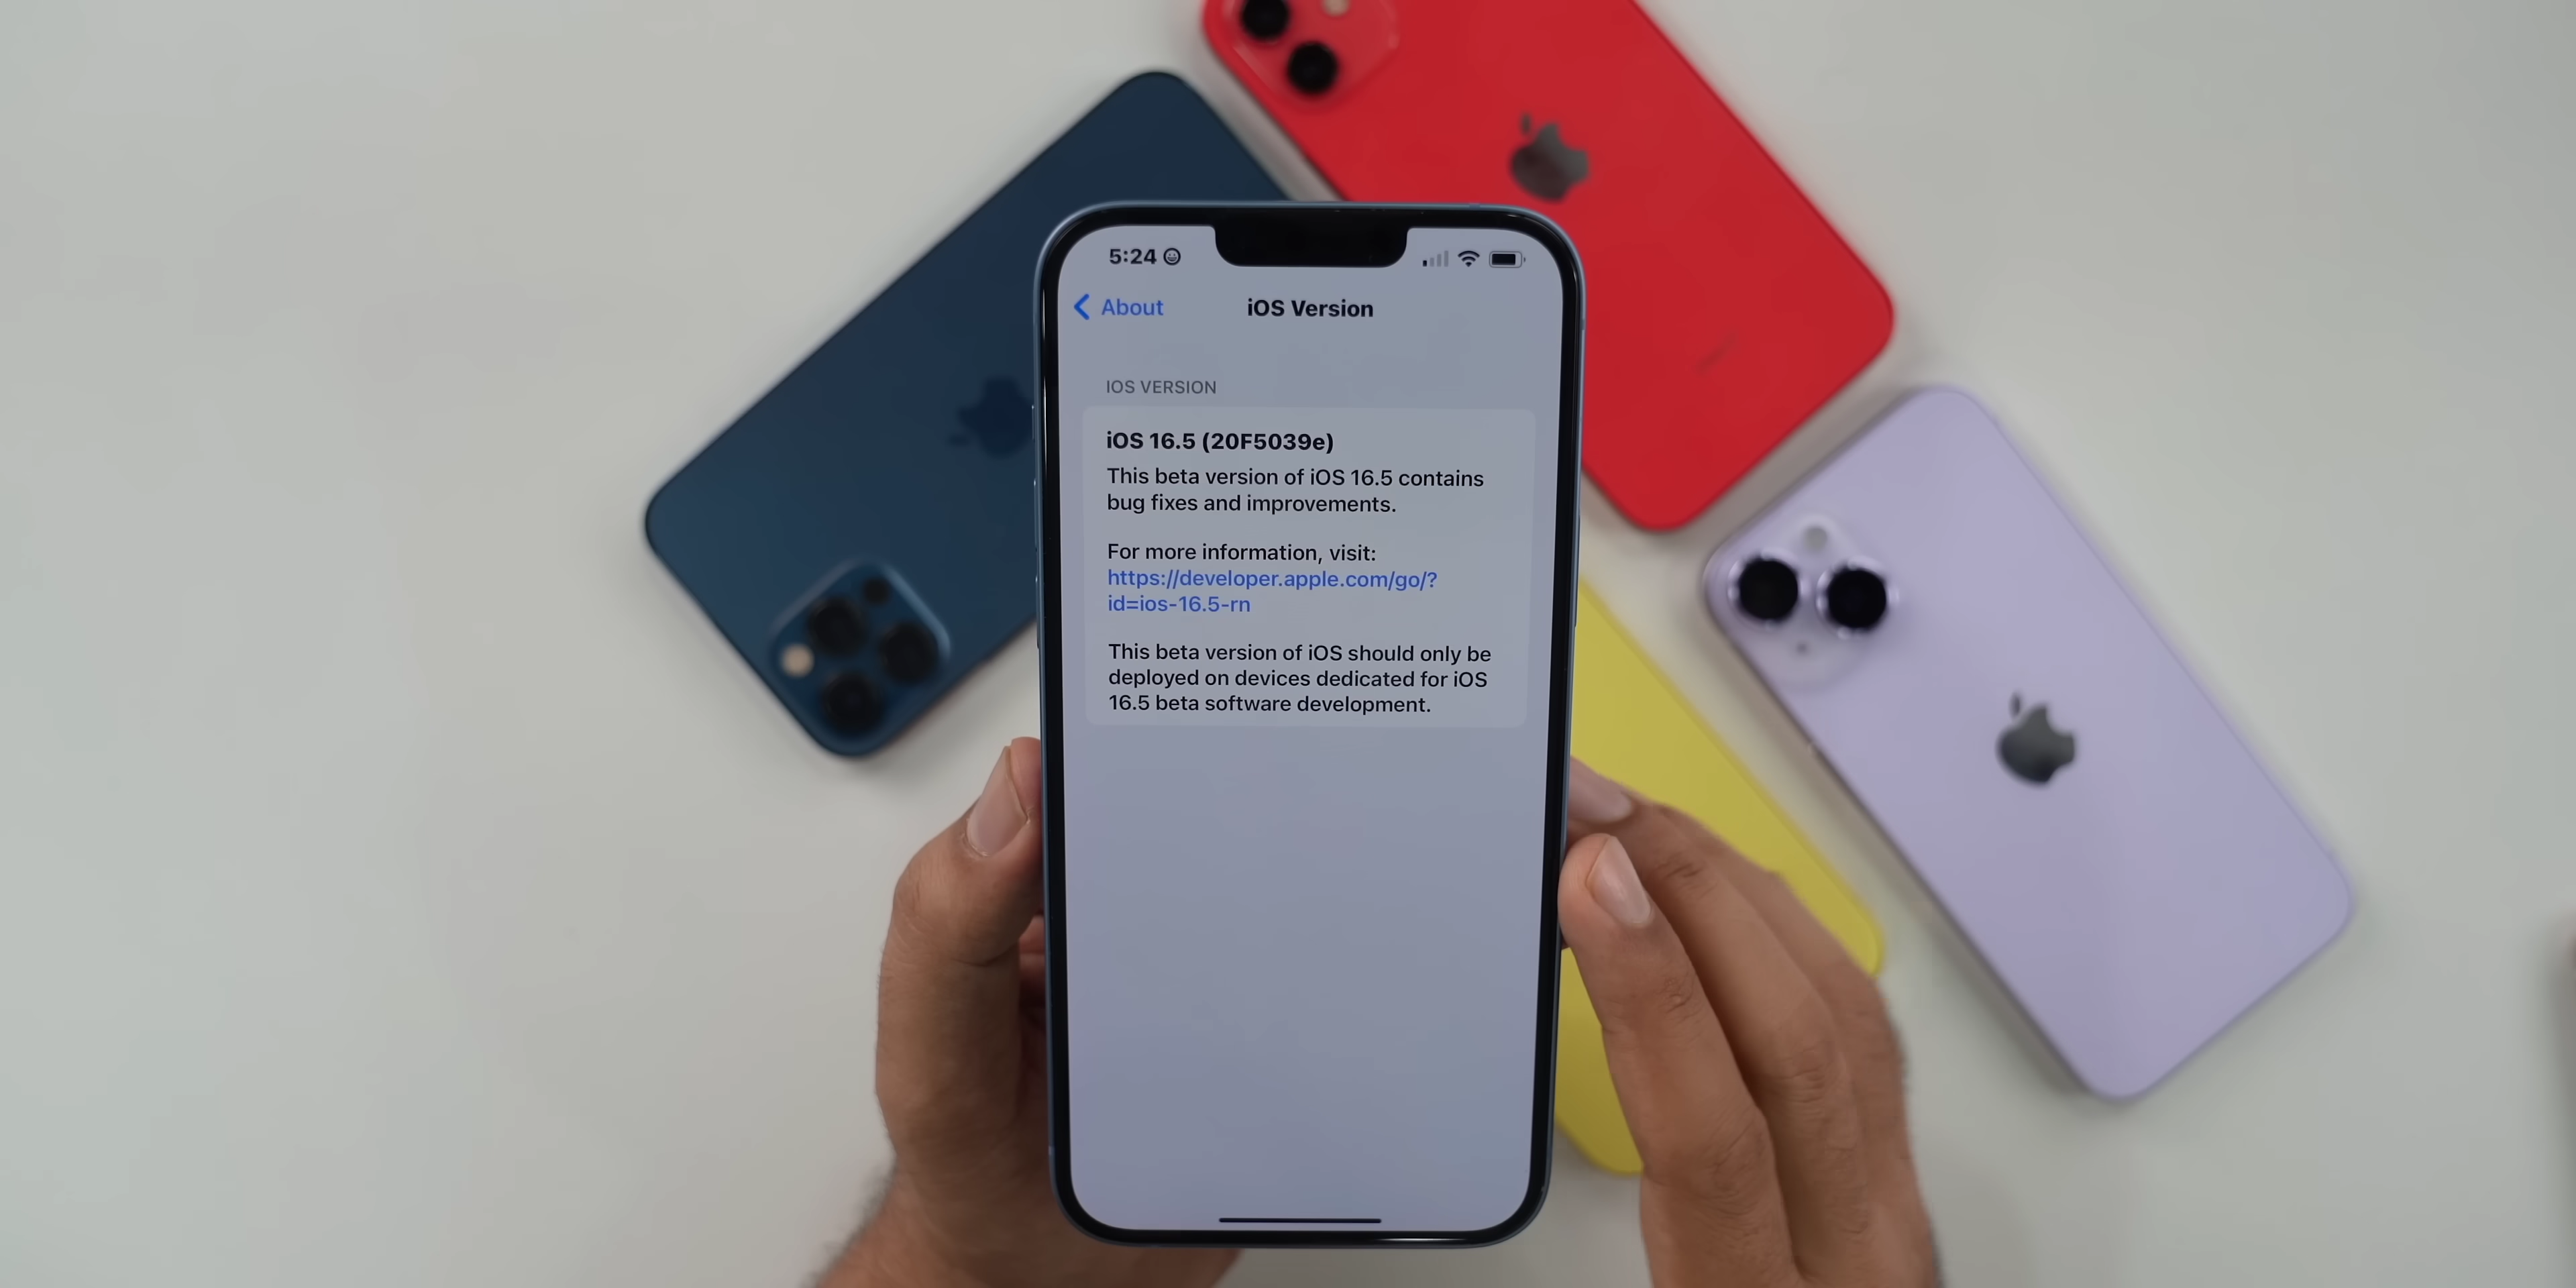 5:24
About
iOS Version
IOS VERSION
iOS 16.5 (20F5039e)
This beta version of iOS 16.5 contains
bug fixes and improvements.
For more information, visit:
https://developer.apple.com/go/?
id=ios-16.5-rn
This beta version of iOS should only be
deployed on devices dedicated for iOS
16.5 beta software development.